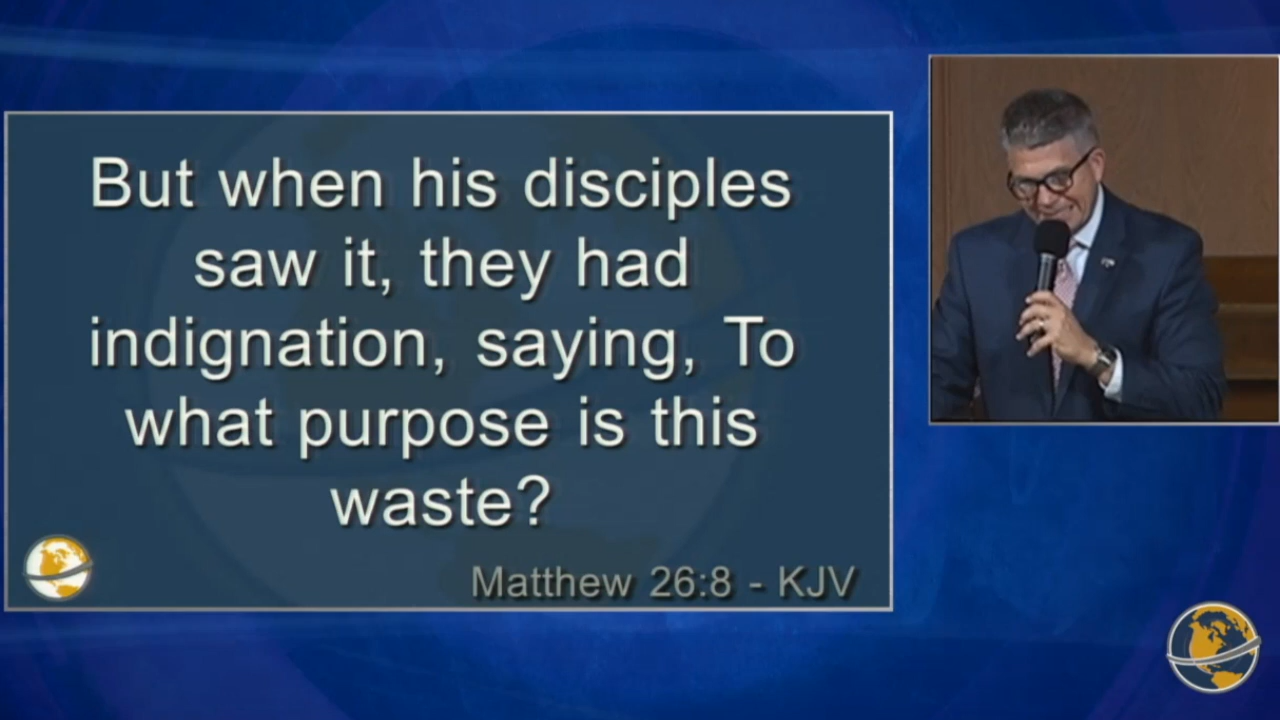 But when his disciples
saw it, they had
indignation, saying, To
what purpose is this
waste?
Matthew 26:8 - KJV